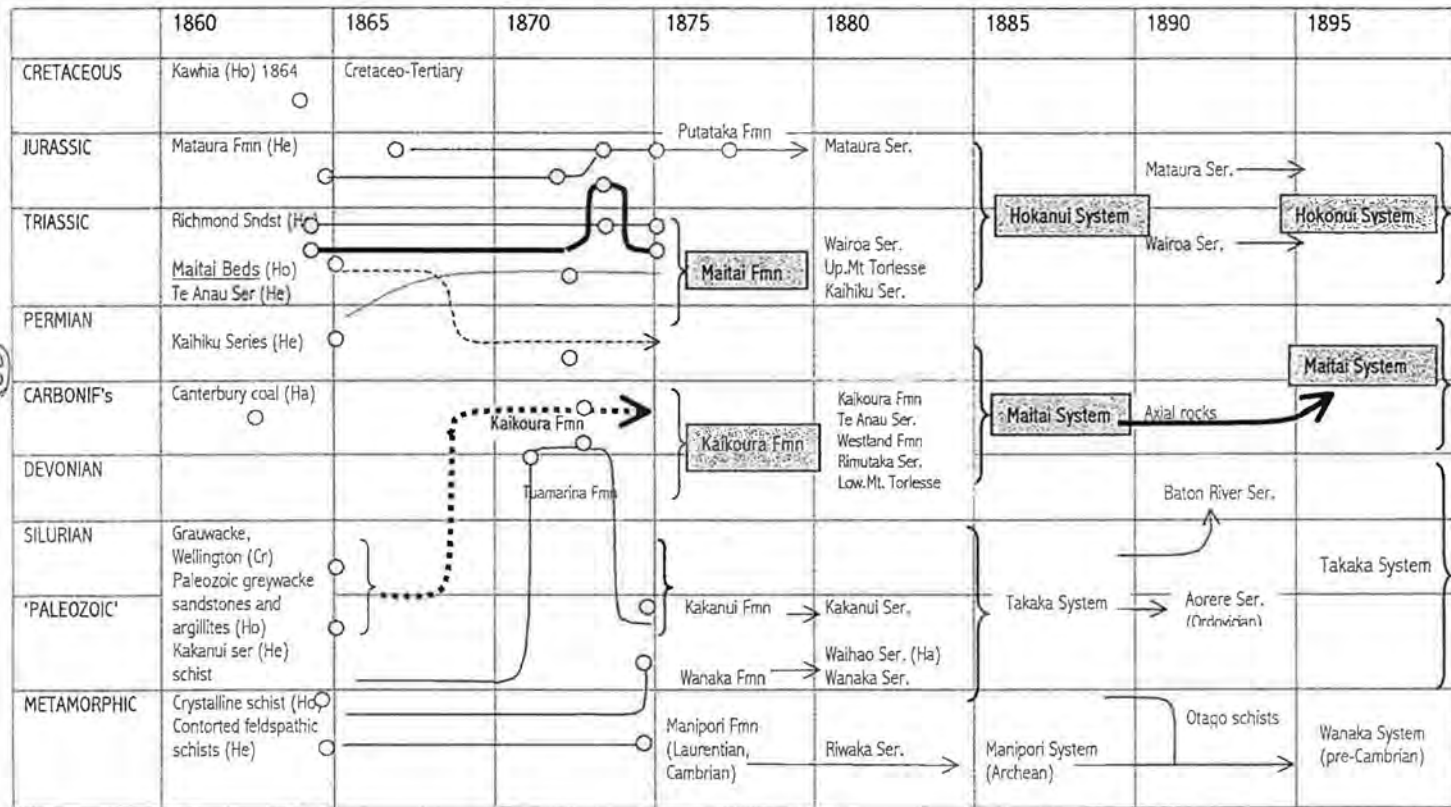 1860 1865 1870 1875 1880 1885 1890 1895
CRETACEOUS Kawhia (Ho) 1864 Cretaceo-Tertiary
Putataka Fmn
JURASSIC Mataura Fmn (He) Mataura Ser.
Mataura Ser.
TRIASSIC Richmond Sndst
Hokanui System Hokonui System
Wairoa Ser. Wairoa Ser.
Maitai Beds (Ho) Maitai Fmn Up.Mt Torlesse
Te Anau Ser (He) Kaihiku Ser.
PERMIAN
Kaihiku Series (He)
Maitai System
CARBONIF's Canterbury coal (Ha) Kaikoura Fmn
Kaikoura Fmn Te Anau Ser. Maitai System Axial rocks
Kaikoura Fmn Westland Fmn
Rimutaka Ser.
DEVONIAN Low.Mt. Torlesse
Tuamarina Fmn Baton River Ser.
SILURIAN Grauwacke,
Wellington (Cr)
Paleozoic greywacke Takaka System
'PALEOZOIC' sandstones and Kakanui Fmn Kakanui Ser. Takaka System Aorere Ser.
argillites (Ho) (Ordovician)
Kakanui ser (He) Waihao Ser. (Ha)
schist Wanaka Fmn Wanaka Ser.
METAMORPHIC Crystalline schist (Ho)
Contorted feldspathic Otago schists
schists (He) Manipori Fmn
(Laurentian, Riwaka Ser. Manipori System Wanaka System
Cambrian) (Archean) (pre-Cambrian)